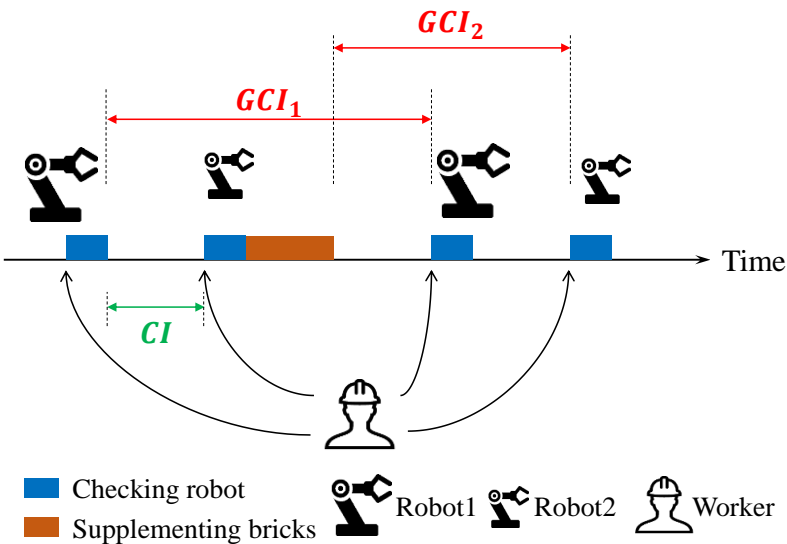 GCI₂
GCI₁
Time
CI
Checking robot
Robot1
Robot2
Worker
Supplementing bricks